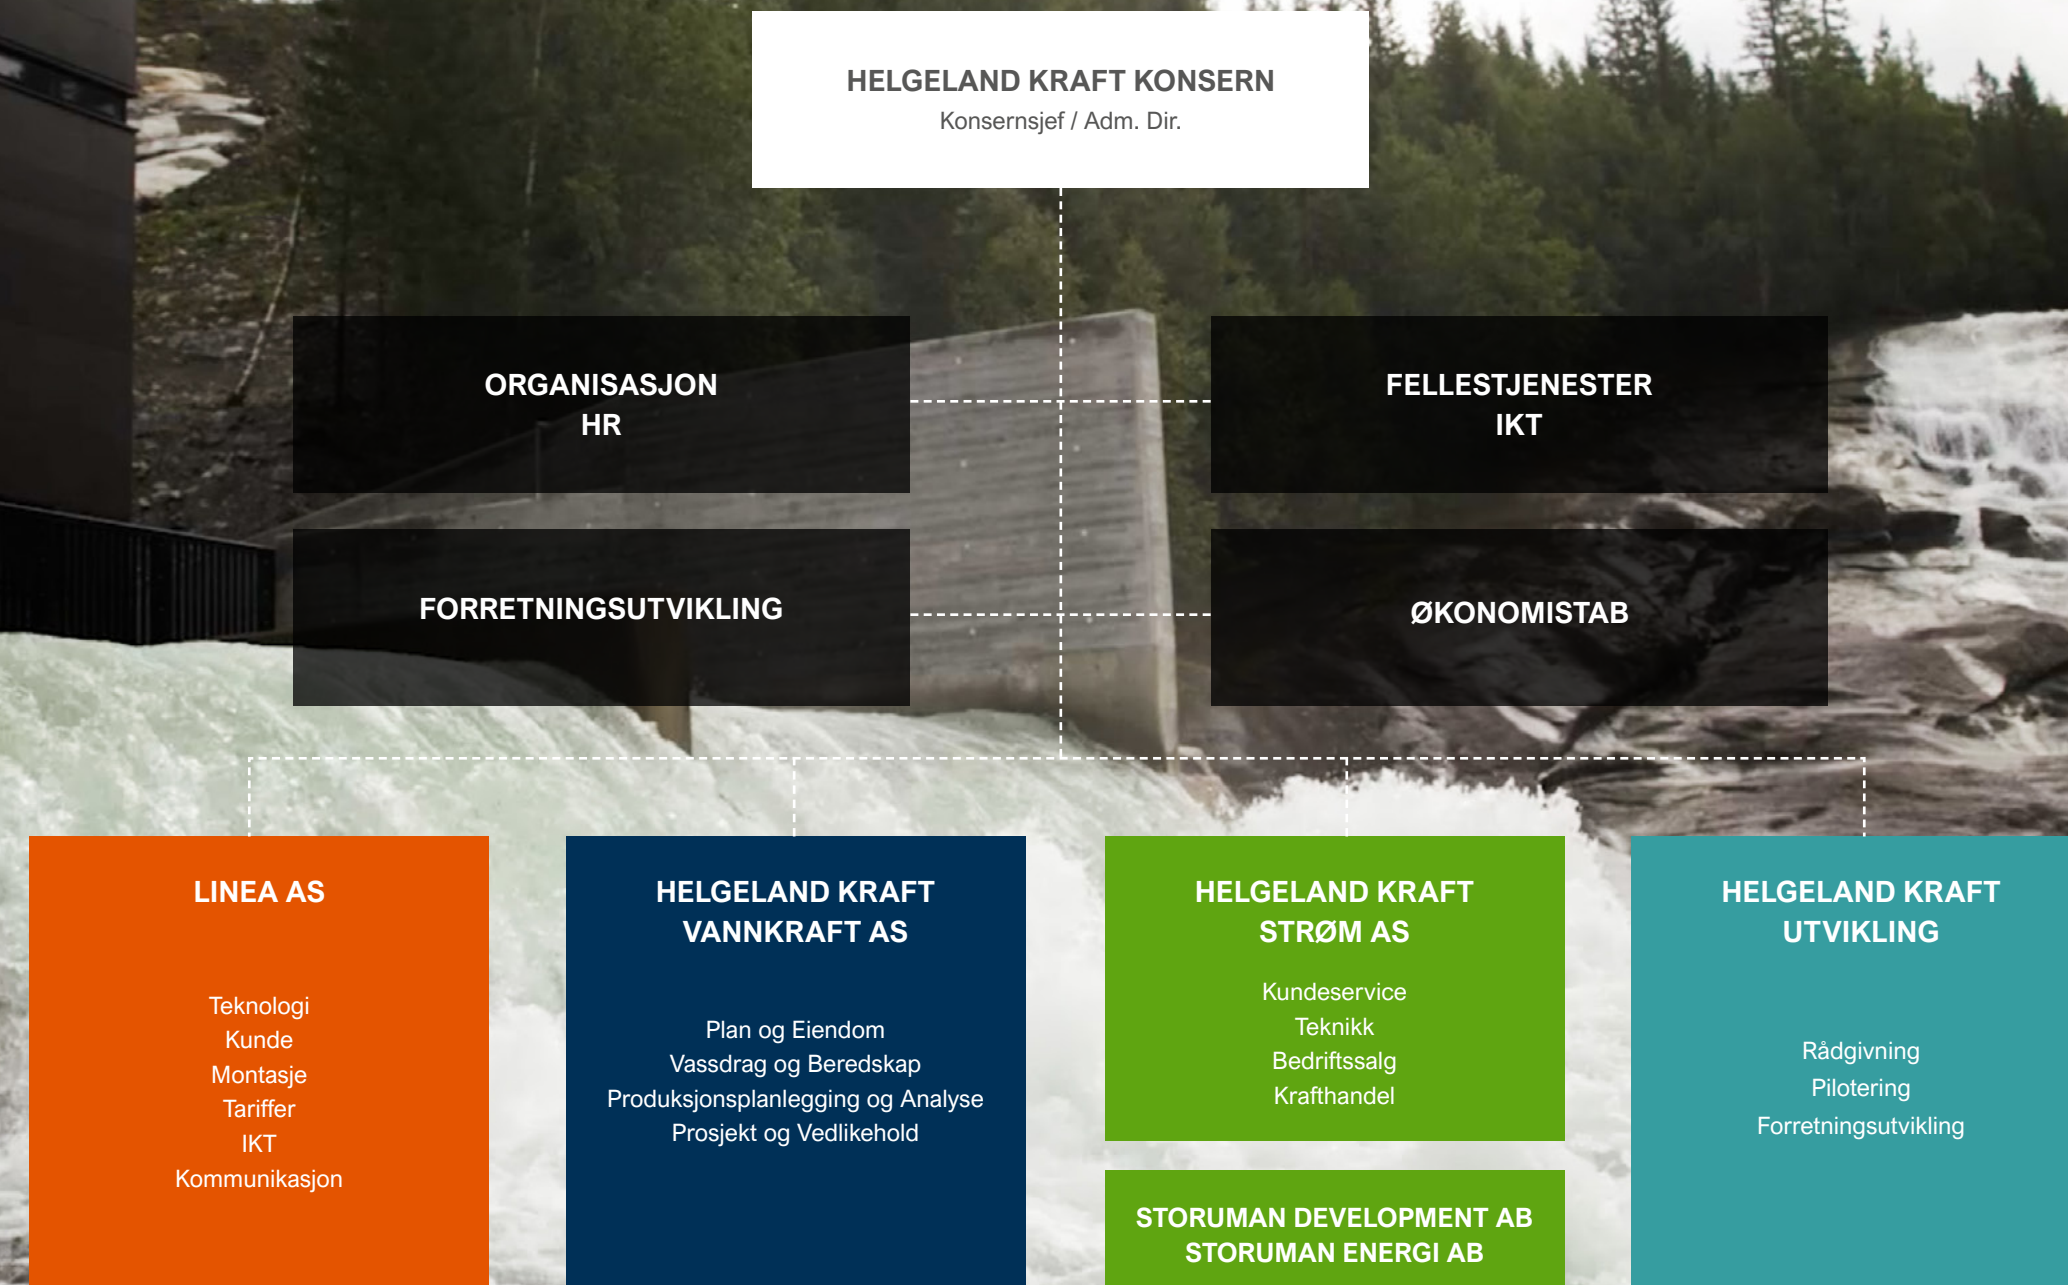 HELGELAND KRAFT KONSERN
Konsernsjef / Adm. Dir.
ORGANISASJON
HR
FELLESTJENESTER
IKT
FORRETNINGSUTVIKLING
ØKONOMISTAB
LINEA AS
Teknologi
Kunde
Montasje
Tariffer
IKT
Kommunikasjon
HELGELAND KRAFT
VANNKRAFT AS
Plan og Eiendom
Vassdrag og Beredskap
Produksjonsplanlegging og Analyse
Prosjekt og Vedlikehold
HELGELAND KRAFT
STRØM AS
Kundeservice
Teknikk
Bedriftssalg
Krafthandel
STORUMAN DEVELOPMENT AB
STORUMAN ENERGI AB
HELGELAND KRAFT
UTVIKLING
Rådgivning
Pilotering
Forretningsutvikling